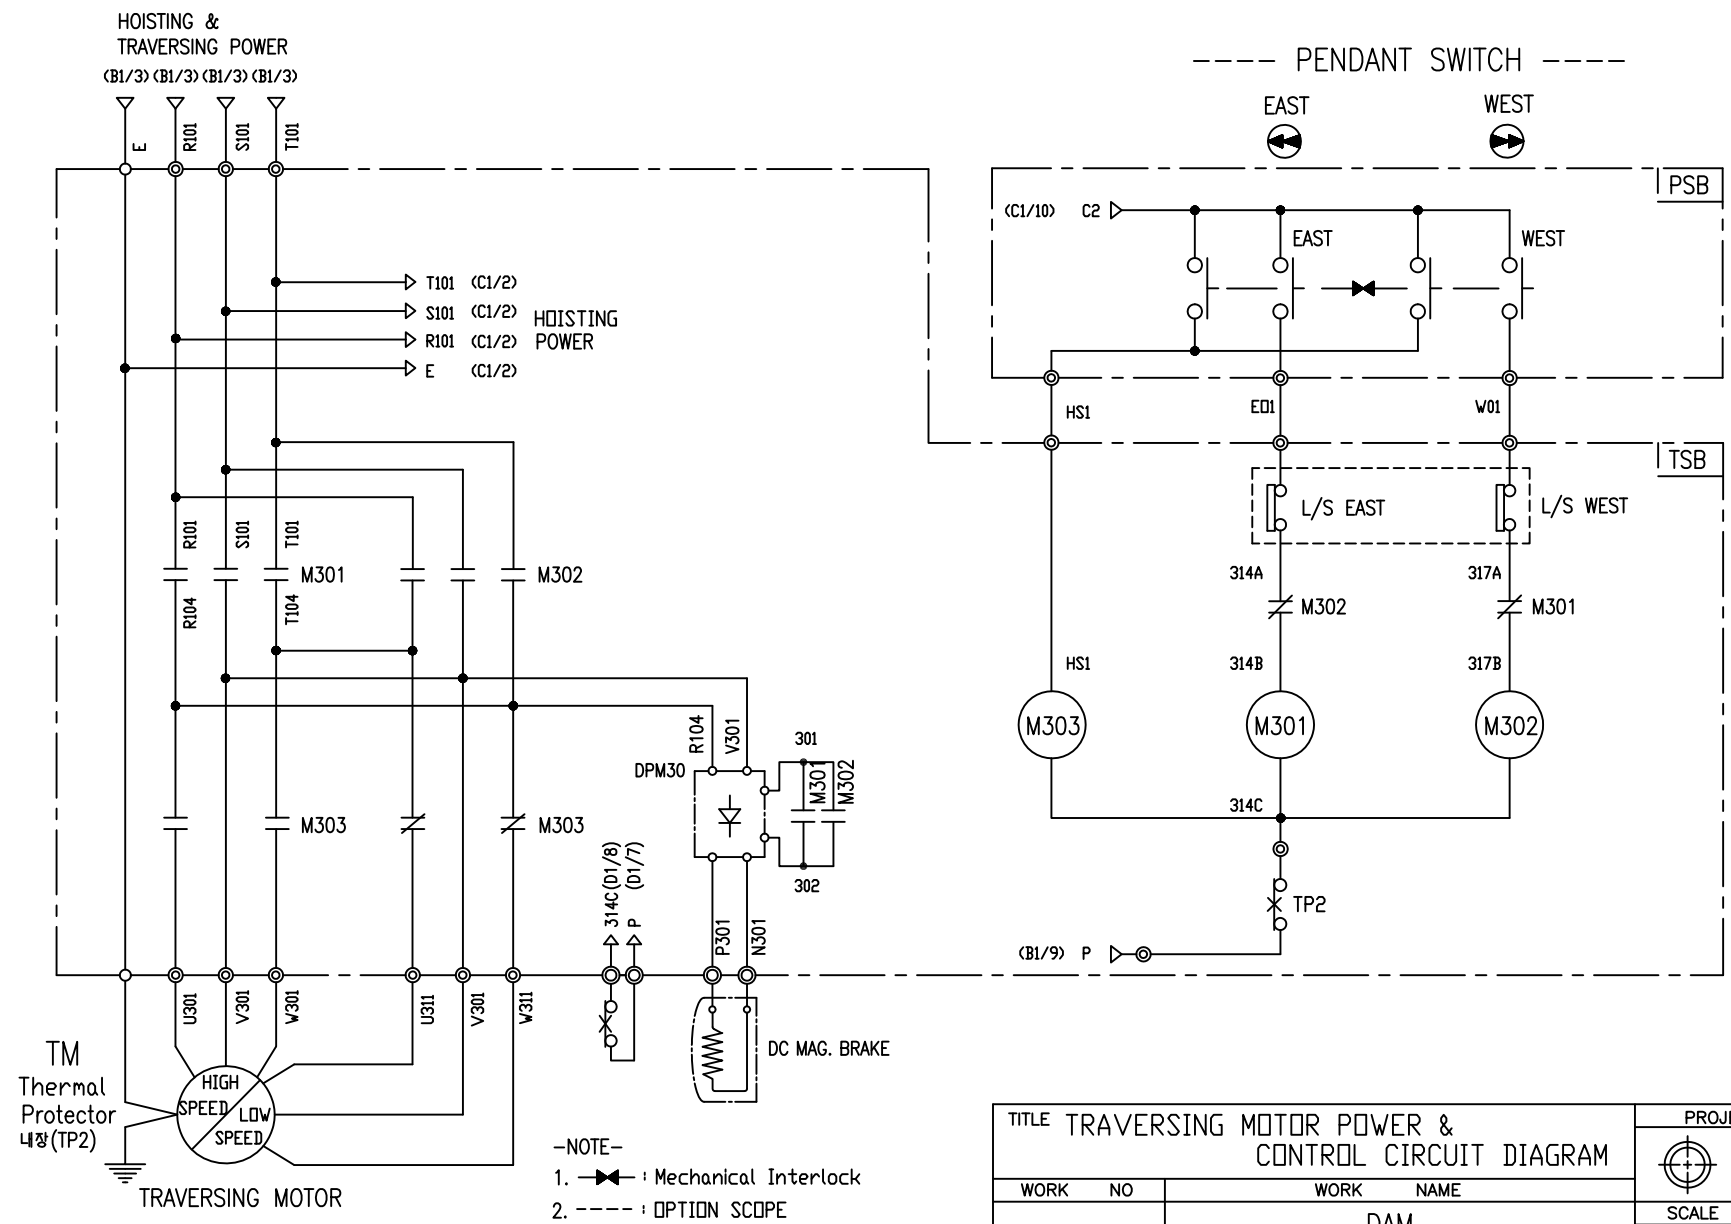 HOISTING &
TRAVERSING POWER
(B1/3) (B1/3) (B1/3) (B1/3)
E R101 S101 T101
T101 (C1/2)
S101 (C1/2)
R101 (C1/2)
E (C1/2)
HOISTING
POWER
R101 S101 T101
M301 M302
R104 T104
M303 M303
R104 V301
DPM30
301
M301 M302
302
314C(D1/8)
P (D1/7)
P301 N301
U301 V301 W301 U311 V301 W311
DC MAG. BRAKE
TM
Thermal
Protector
내장(TP2)
HIGH
SPEED
LOW
SPEED
TRAVERSING MOTOR
-NOTE-
1. : Mechanical Interlock
2. ---- : OPTION SCOPE
---- PENDANT SWITCH ----
EAST WEST
PSB
(C1/10) C2
EAST WEST
HS1 E01 W01
TSB
L/S EAST L/S WEST
314A 317A
M302 M301
HS1 314B 317B
M303 M301 M302
314C
TP2
(B1/9) P
TITLE TRAVERSING MOTOR POWER &
CONTROL CIRCUIT DIAGRAM
PROJ
WORK NO WORK NAME
SCALE
DAM